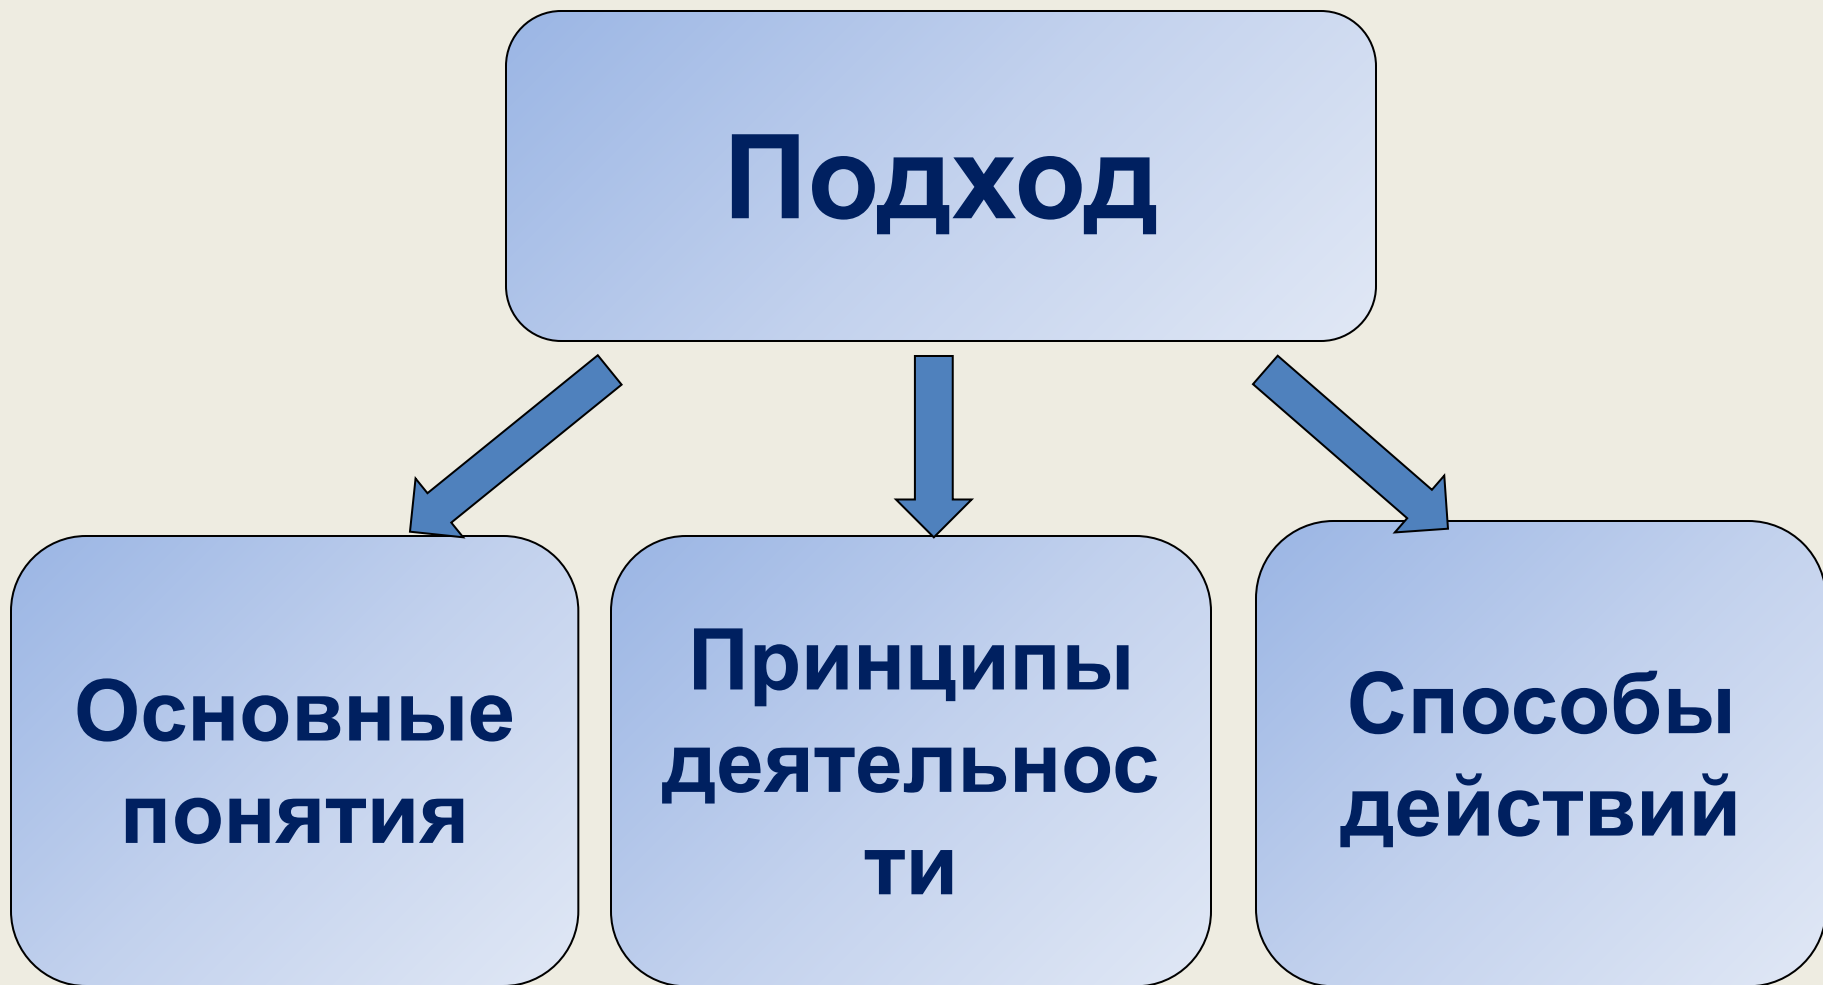 Подход
Основные
понятия
Принципы
деятельнос
ти
Способы
действий